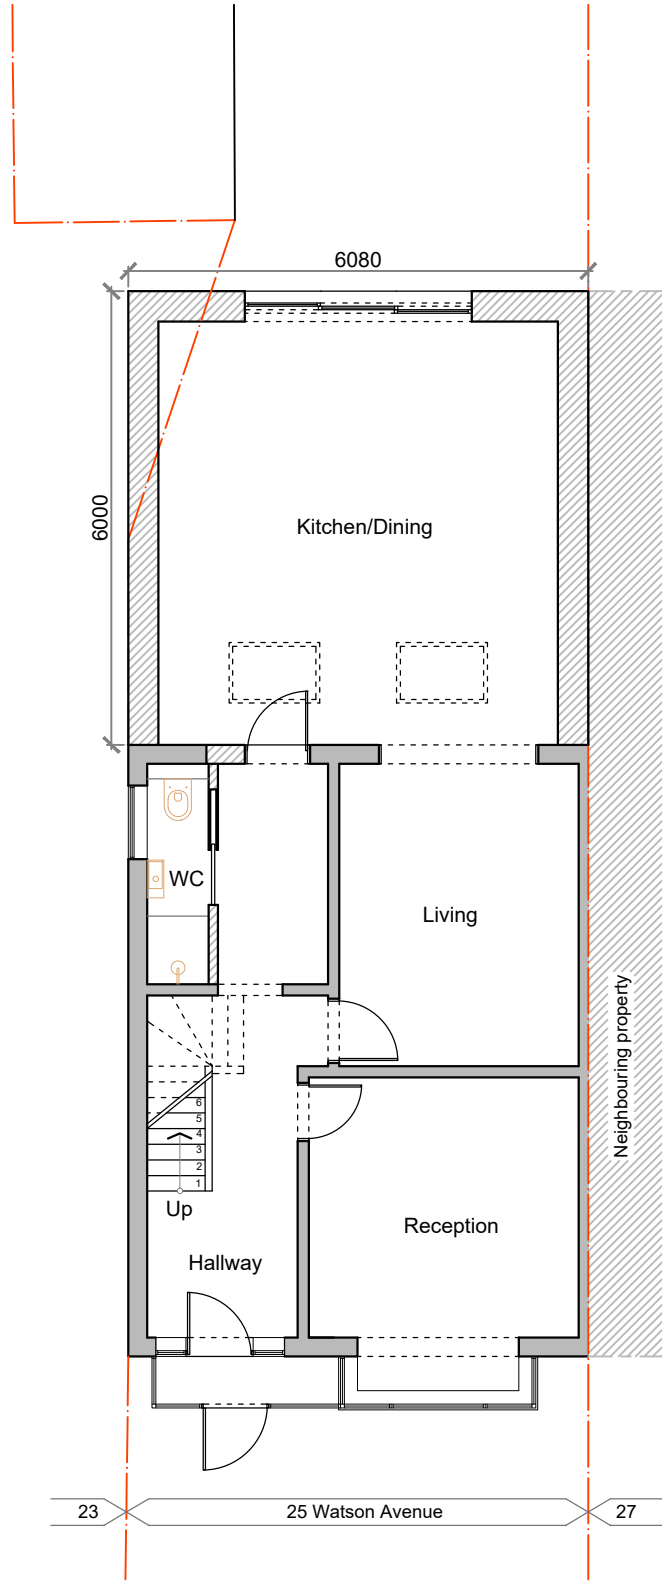 6080
6000
Kitchen/Dining
WC
Living
Neighbouring property
6
5
4
3
2
1
Up
Reception
Hallway
23
25 Watson Avenue
27